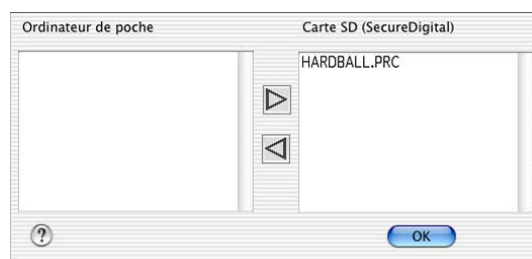 Ordinateur de poche
Carte SD (SecureDigital)
HARDBALL.PRC
?
OK